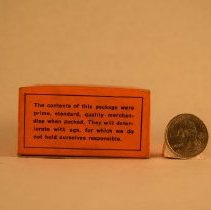 The contents of this package were
prime, standard, quality merchan-
dise when packed. They will deter-
iorate with age, for which we do
not hold ourselves responsible.